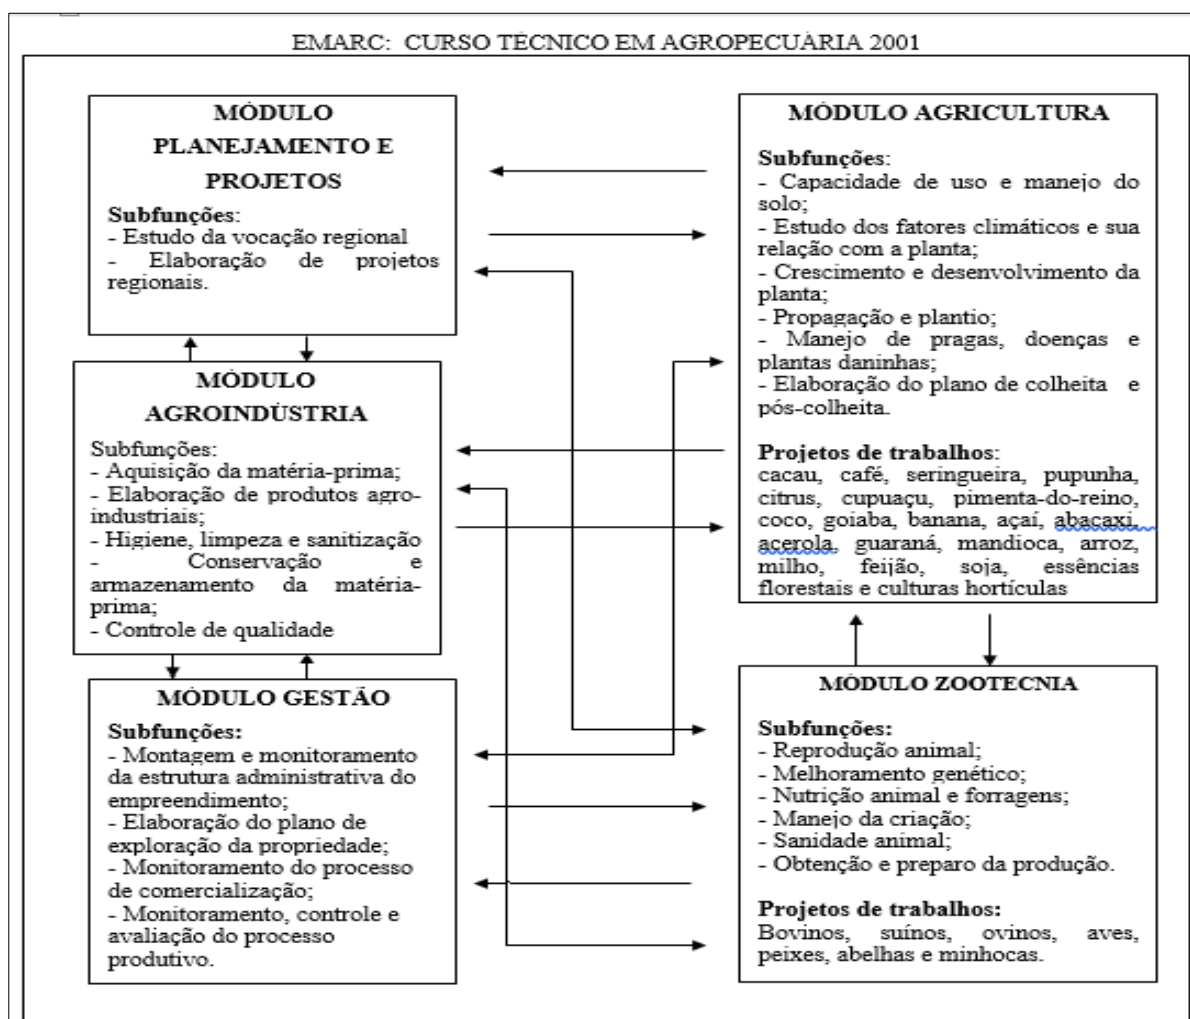 EMARC: CURSO TÉCNICO EM AGROPECUÁRIA 2001
MÓDULO
PLANEJAMENTO E
PROJETOS
Subfunções:
- Estudo da vocação regional
- Elaboração de projetos
regionais.
MÓDULO
AGROINDÚSTRIA
Subfunções:
- Aquisição da matéria-prima;
- Elaboração de produtos agro-
industriais;
- Higiene, limpeza e sanitização
- Conservação e
armazenamento da matéria-
prima;
- Controle de qualidade
MÓDULO GESTÃO
Subfunções:
- Montagem e monitoramento
da estrutura administrativa do
empreendimento;
- Elaboração do plano de
exploração da propriedade;
- Monitoramento do processo
de comercialização;
- Monitoramento, controle e
avaliação do processo
produtivo.
MÓDULO AGRICULTURA
Subfunções:
- Capacidade de uso e manejo do
solo;
- Estudo dos fatores climáticos e sua
relação com a planta;
- Crescimento e desenvolvimento da
planta;
- Propagação e plantio;
- Manejo de pragas, doenças e
plantas daninhas;
- Elaboração do plano de colheita e
pós-colheita.
Projetos de trabalhos:
cacau, café, seringueira, pupunha,
citrus, cupuaçu, pimenta-do-reino,
coco, goiaba, banana, açaí, abacaxi,
acerola, guaraná, mandioca, arroz,
milho, feijão, soja, essências
florestais e culturas hortículas
MÓDULO ZOOTECNIA
Subfunções:
- Reprodução animal;
- Melhoramento genético;
- Nutrição animal e forragens;
- Manejo da criação;
- Sanidade animal;
- Obtenção e preparo da produção.
Projetos de trabalhos:
Bovinos, suínos, ovinos, aves,
peixes, abelhas e minhocas.